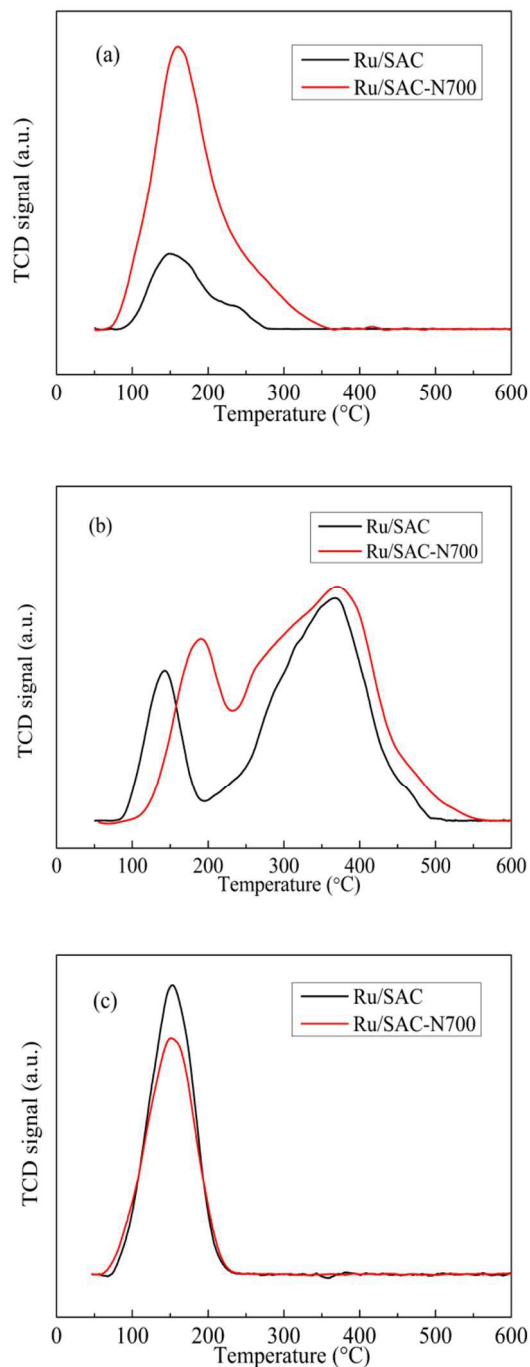 (a)
Ru/SAC
Ru/SAC-N700
TCD signal (a.u.)
0 100 200 300 400 500 600
Temperature (°C)
(b)
Ru/SAC
Ru/SAC-N700
TCD signal (a.u.)
0 100 200 300 400 500 600
Temperature (°C)
(c)
Ru/SAC
Ru/SAC-N700
TCD signal (a.u.)
0 100 200 300 400 500 600
Temperature (°C)